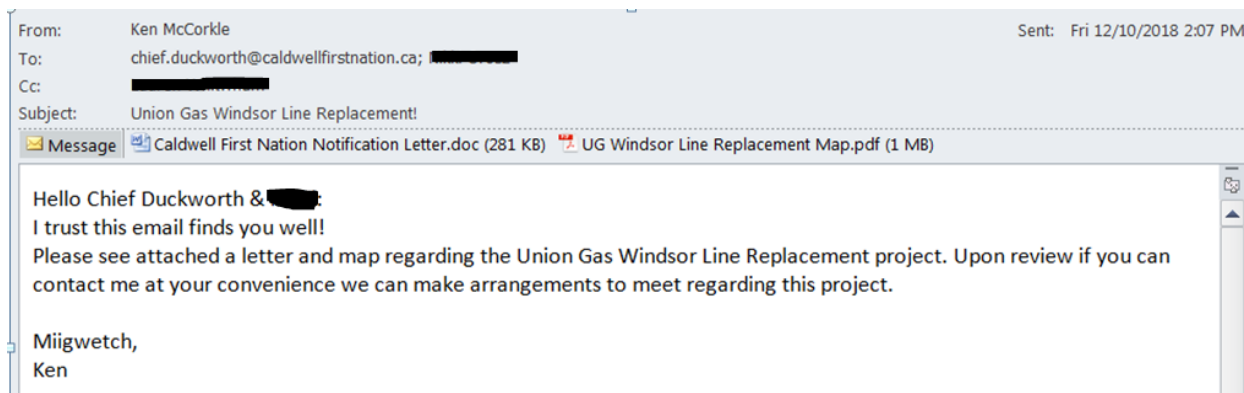 From: Ken McCorkle Sent: Fri 12/10/2018 2:07 PM
To: chief.duckworth@caldwellfirstnation.ca;
Cc:
Subject: Union Gas Windsor Line Replacement!
Message Caldwell First Nation Notification Letter.doc (281 KB) UG Windsor Line Replacement Map.pdf (1 MB)
Hello Chief Duckworth & :
I trust this email finds you well!
Please see attached a letter and map regarding the Union Gas Windsor Line Replacement project. Upon review if you can
contact me at your convenience we can make arrangements to meet regarding this project.
Miigwetch,
Ken